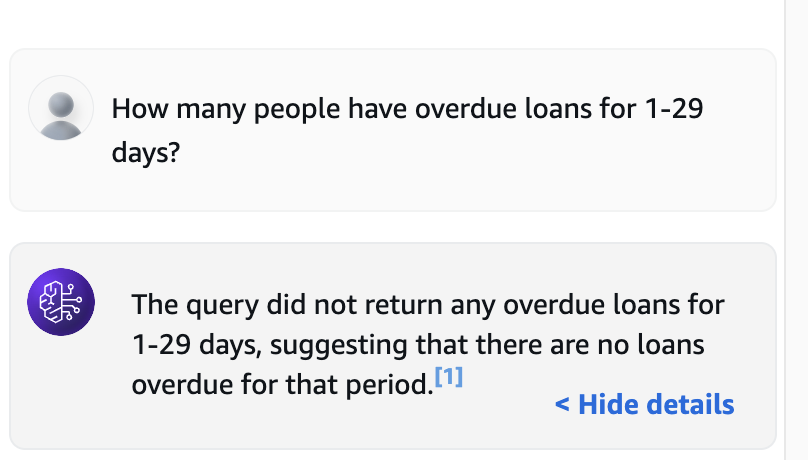 How many people have overdue loans for 1-29
days?
The query did not return any overdue loans for
1-29 days, suggesting that there are no loans
overdue for that period.[1]
< Hide details